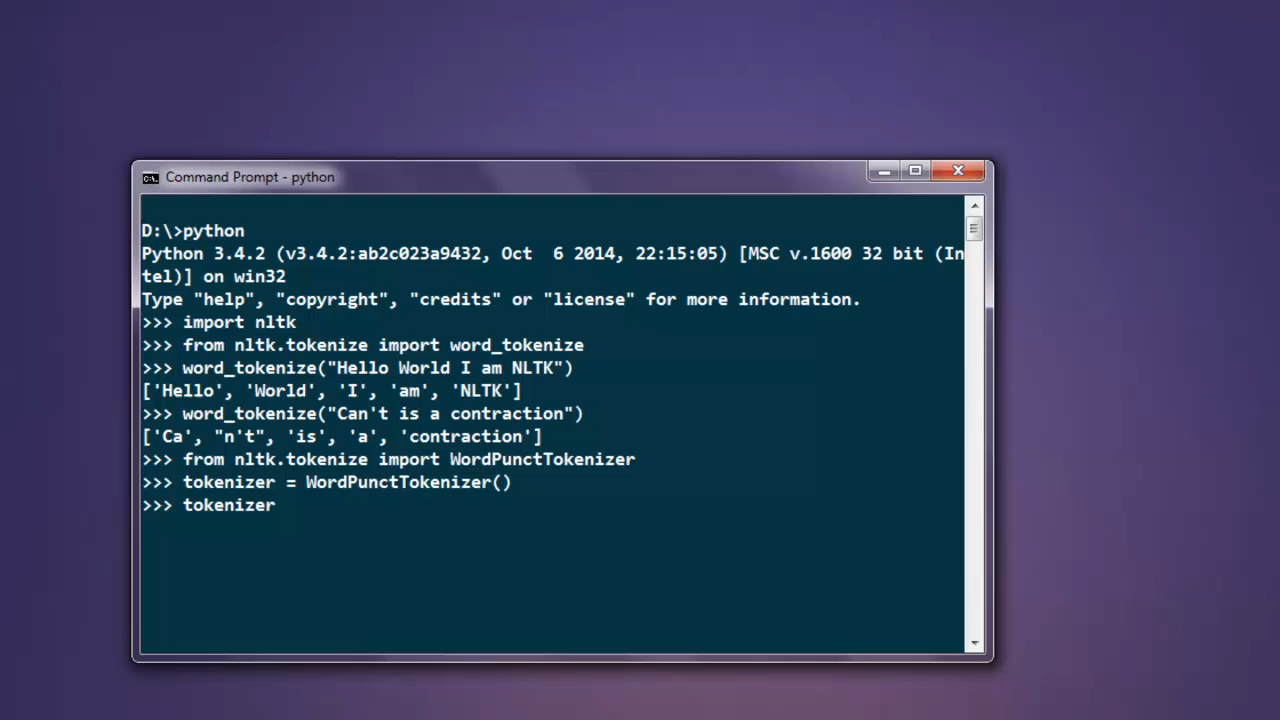 Command Prompt - python
D:\>python
Python 3.4.2 (v3.4.2:ab2c023a9432, Oct  6 2014, 22:15:05) [MSC v.1600 32 bit (In
tel)] on win32
Type "help", "copyright", "credits" or "license" for more information.
>>> import nltk
>>> from nltk.tokenize import word_tokenize
>>> word_tokenize("Hello World I am NLTK")
['Hello', 'World', 'I', 'am', 'NLTK']
>>> word_tokenize("Can't is a contraction")
['Ca', "n't", 'is', 'a', 'contraction']
>>> from nltk.tokenize import WordPunctTokenizer
>>> tokenizer = WordPunctTokenizer()
>>> tokenizer